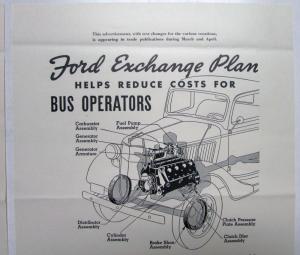 This advertisement, with text changes for the various vocations,
is appearing in trade publications during March and April.
Ford Exchange Plan
HELPS REDUCE COSTS FOR
BUS OPERATORS
Carburetor
Assembly
Fuel Pump
Assembly
Generator
Assembly
Generator
Armature
Distributor
Assembly
Cylinder
Assembly
Brake Shoe
Assembly
Clutch Disc
Assembly
Clutch Pressure
Plate Assembly